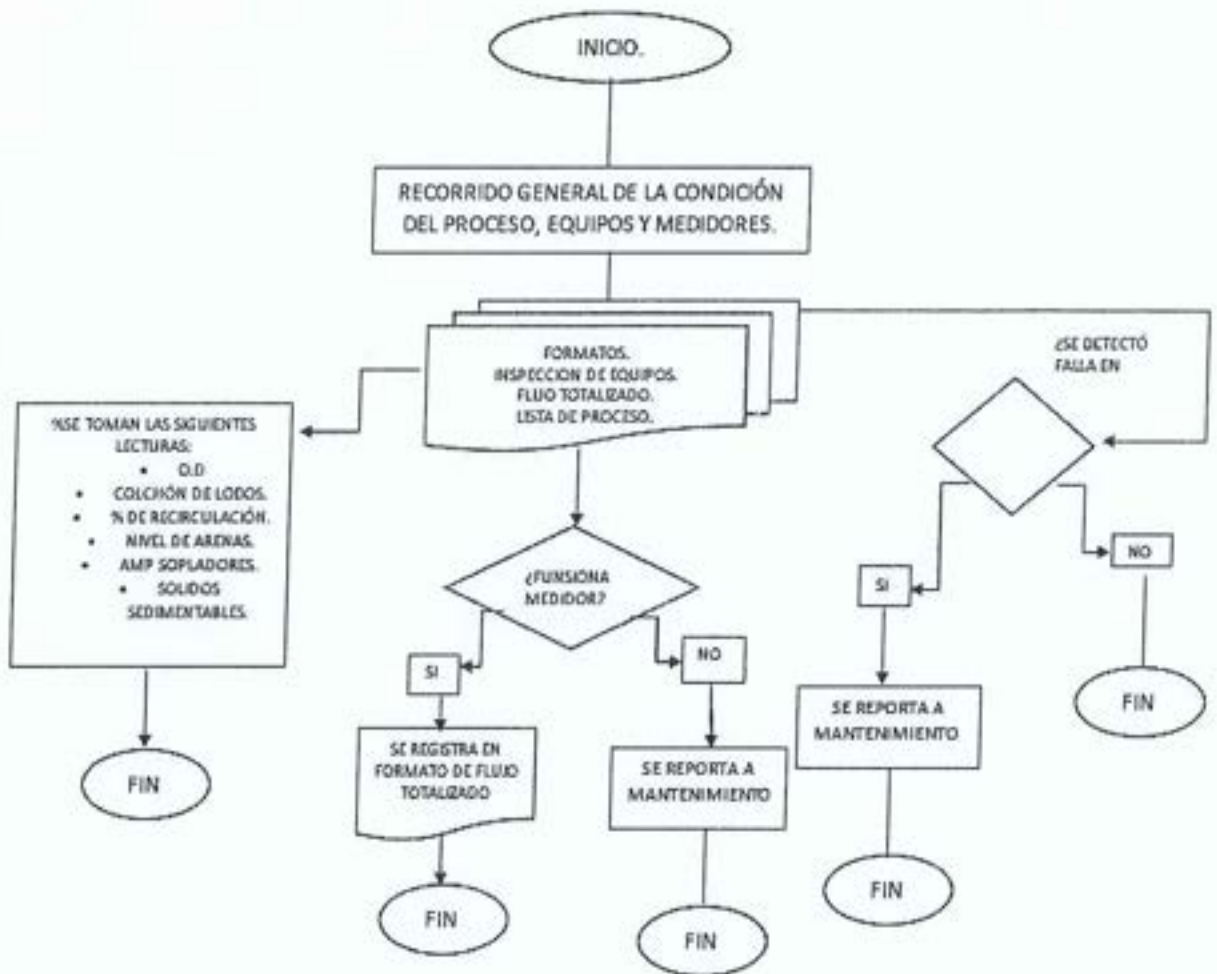 INICIO.
RECORRIDO GENERAL DE LA CONDICIÓN
DEL PROCESO, EQUIPOS Y MEDIDORES.
FORMATOS.
INSPECCION DE EQUIPOS.
FLUJO TOTALIZADO.
LISTA DE PROCESO.
¿SE DETECTÓ
FALLA EN
%SE TOMAN LAS SIGUIENTES
LECTURAS:
• O.D
• COLCHÓN DE LODOS.
• % DE RECIRCULACIÓN.
• NIVEL DE ARENAS.
• AMP SOPLADORES.
• SOLIDOS
SEDIMENTABLES.
FIN
¿FUNSIONA
MEDIDOR?
SI
NO
SE REGISTRA EN
FORMATO DE FLUJO
TOTALIZADO
FIN
SE REPORTA A
MANTENIMIENTO
FIN
SI
NO
SE REPORTA A
MANTENIMIENTO
FIN
FIN